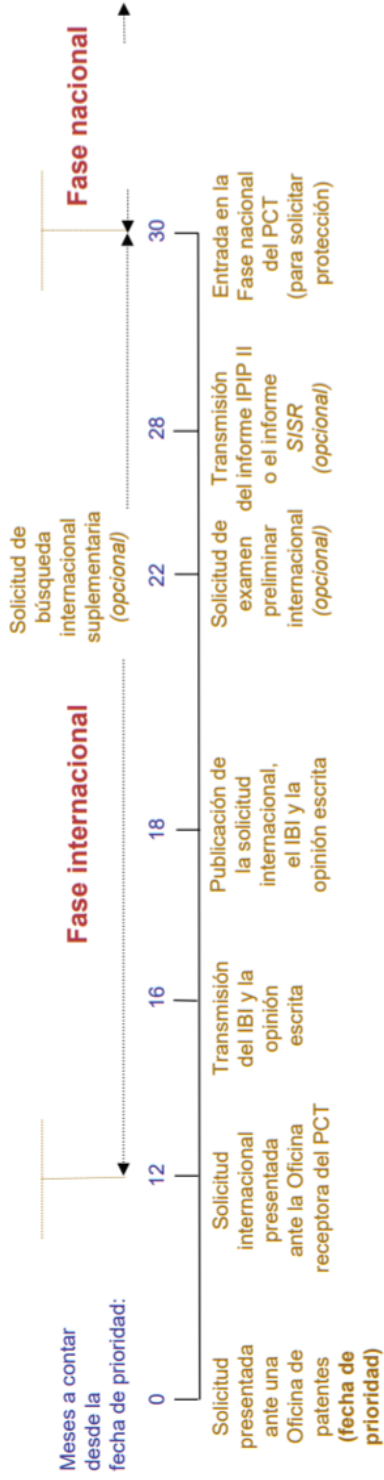 Meses a contar
desde la
fecha de prioridad:
Fase internacional
Solicitud de
búsqueda
internacional
suplementaria
(opcional)
Fase nacional
0
12
16
18
22
28
30
Solicitud
presentada
ante una
Oficina de
patentes
(fecha de
prioridad)
Solicitud
internacional
presentada
ante la Oficina
receptora del PCT
Transmisión
del IBI y la
opinión
escrita
Publicación de
la solicitud
internacional,
el IBI y la
opinión escrita
Solicitud de
examen
preliminar
internacional
(opcional)
Transmisión
del informe IPIP II
o el informe
SISR
(opcional)
Entrada en la
Fase nacional
del PCT
(para solicitar
protección)